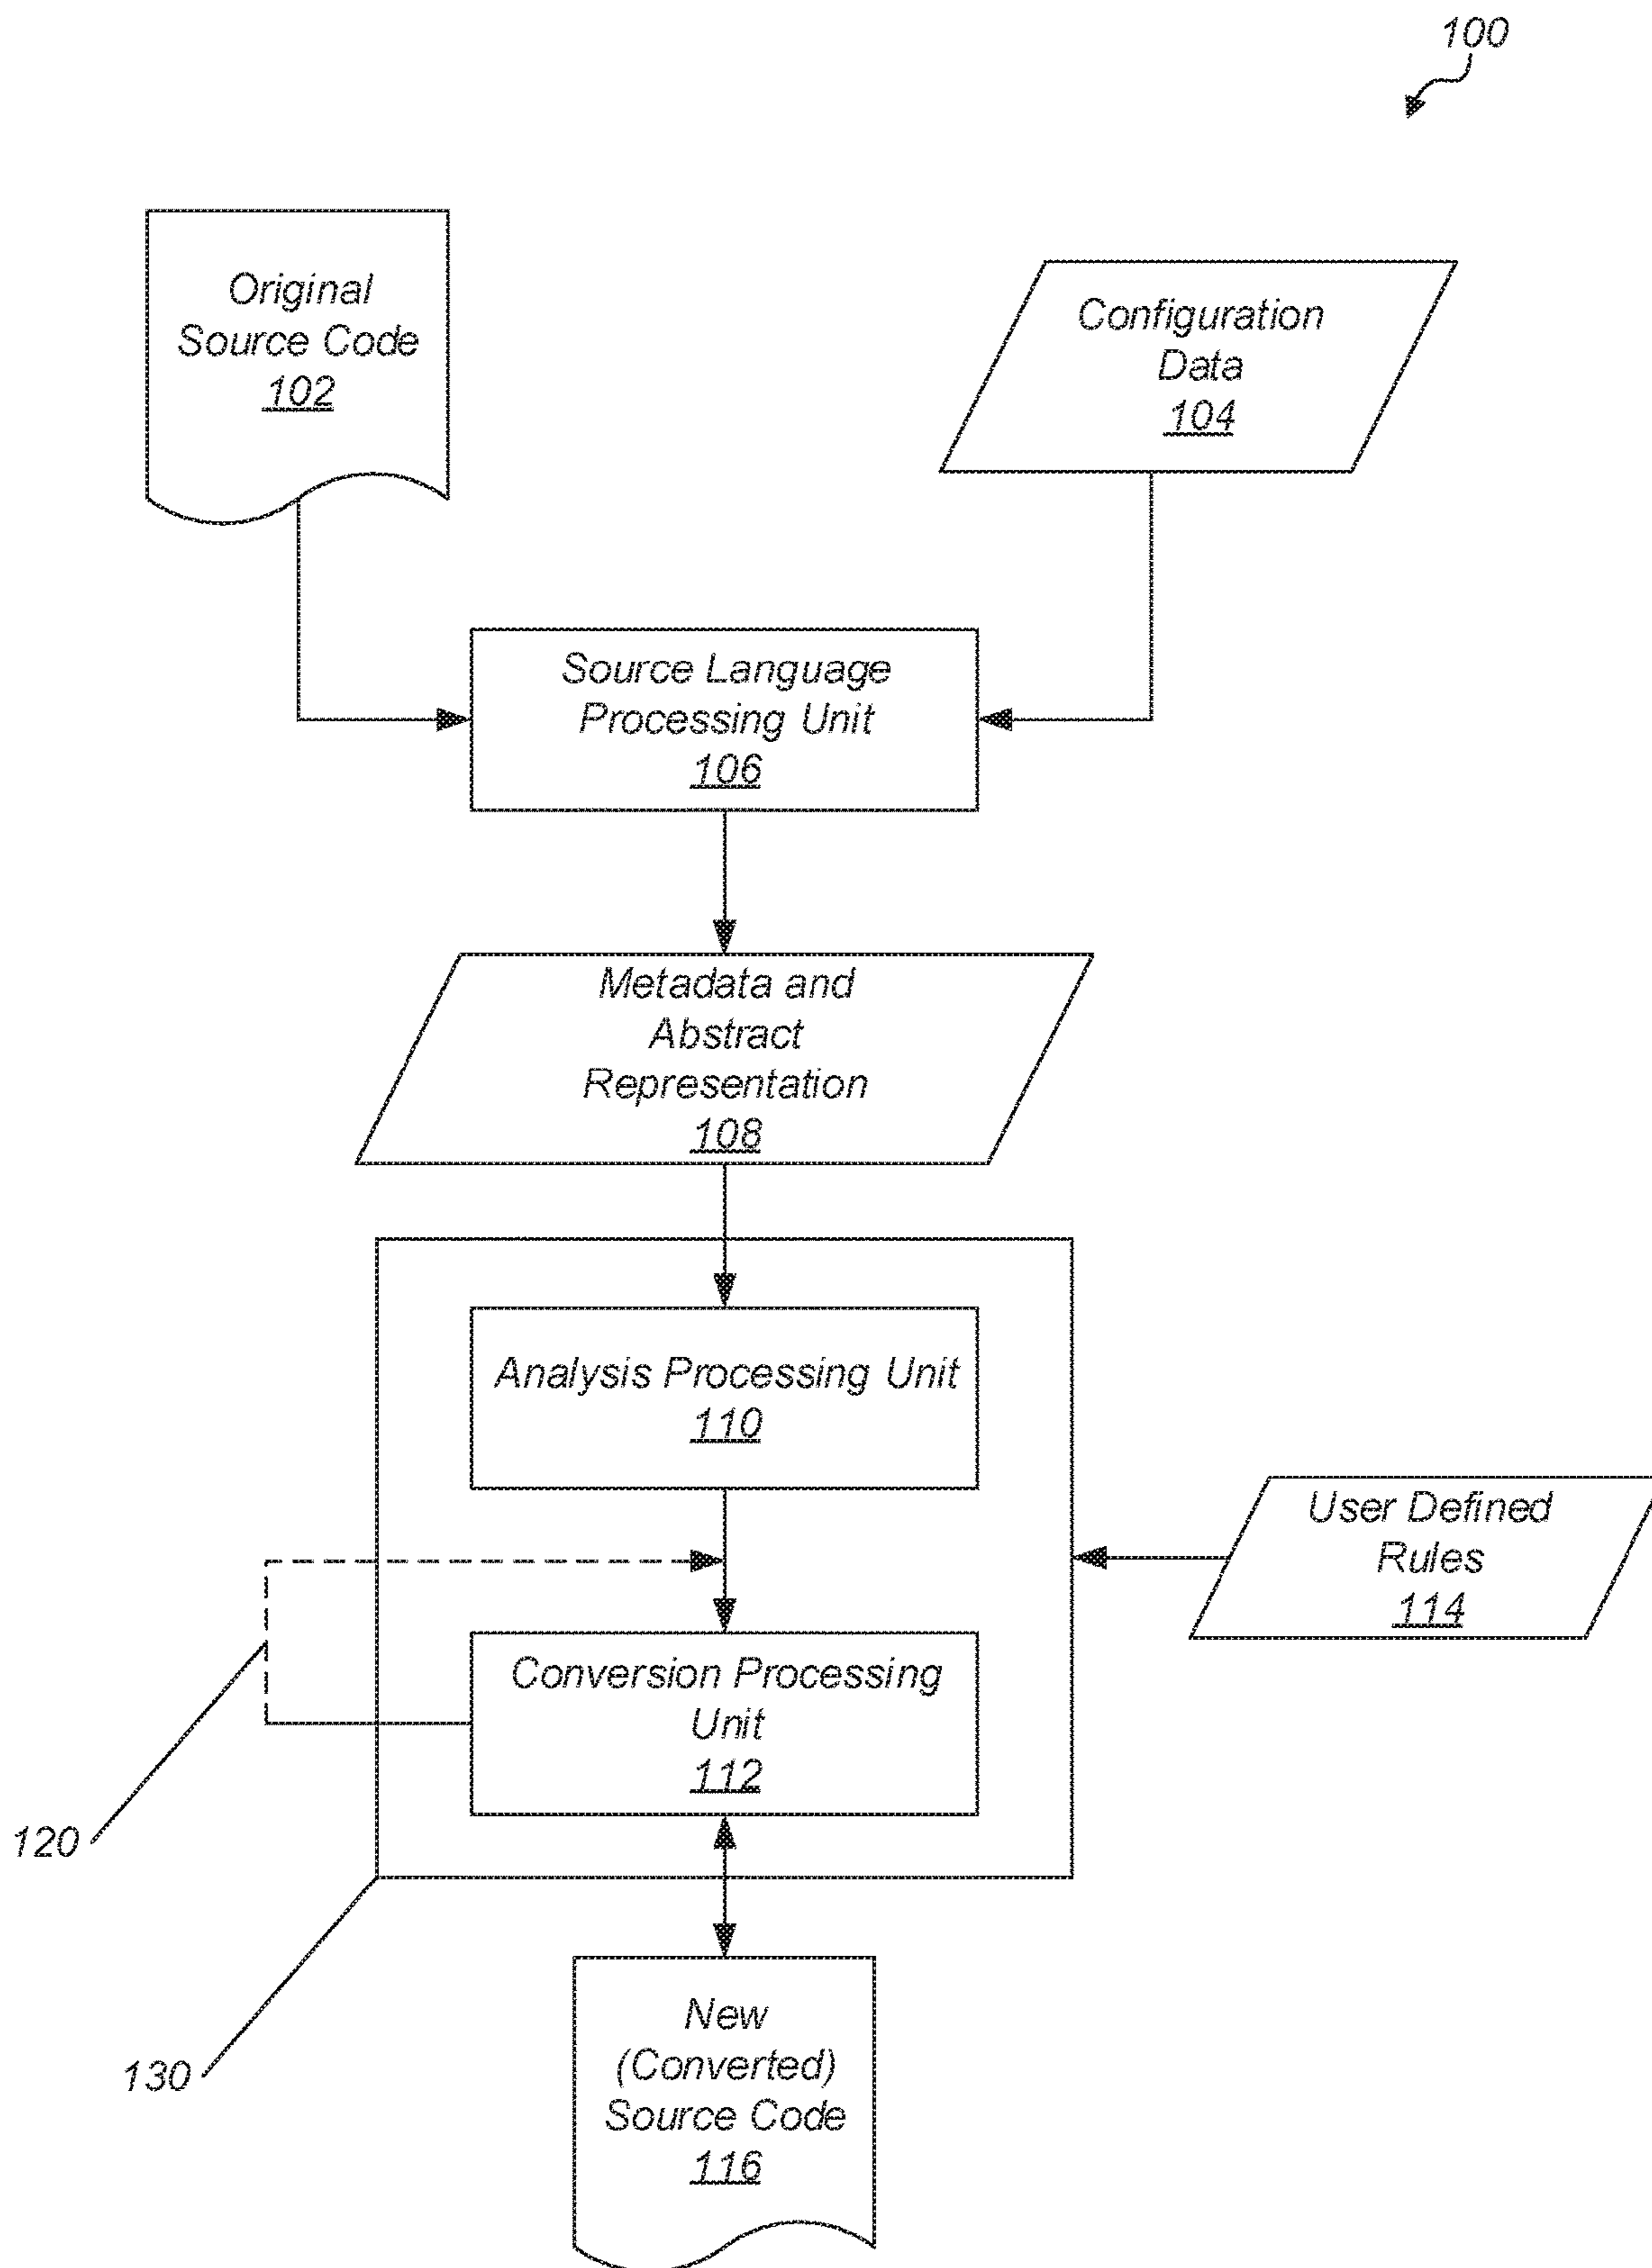 100
Original
Source Code
102
Configuration
Data
104
Source Language
Processing Unit
106
Metadata and
Abstract
Representation
108
Analysis Processing Unit
110
User Defined
Rules
114
Conversion Processing
Unit
112
120
130
New
(Converted)
Source Code
116